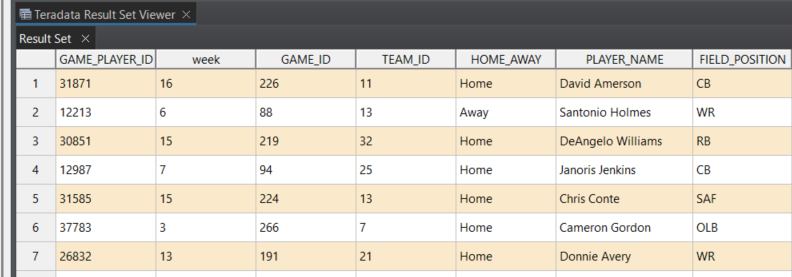 Teradata Result Set Viewer ×
Result Set ×
GAME_PLAYER_ID week GAME_ID TEAM_ID HOME_AWAY PLAYER_NAME FIELD_POSITION
1 31871 16 226 11 Home David Amerson CB
2 12213 6 88 13 Away Santonio Holmes WR
3 30851 15 219 32 Home DeAngelo Williams RB
4 12987 7 94 25 Home Janoris Jenkins CB
5 31585 15 224 13 Home Chris Conte SAF
6 37783 3 266 7 Home Cameron Gordon OLB
7 26832 13 191 21 Home Donnie Avery WR